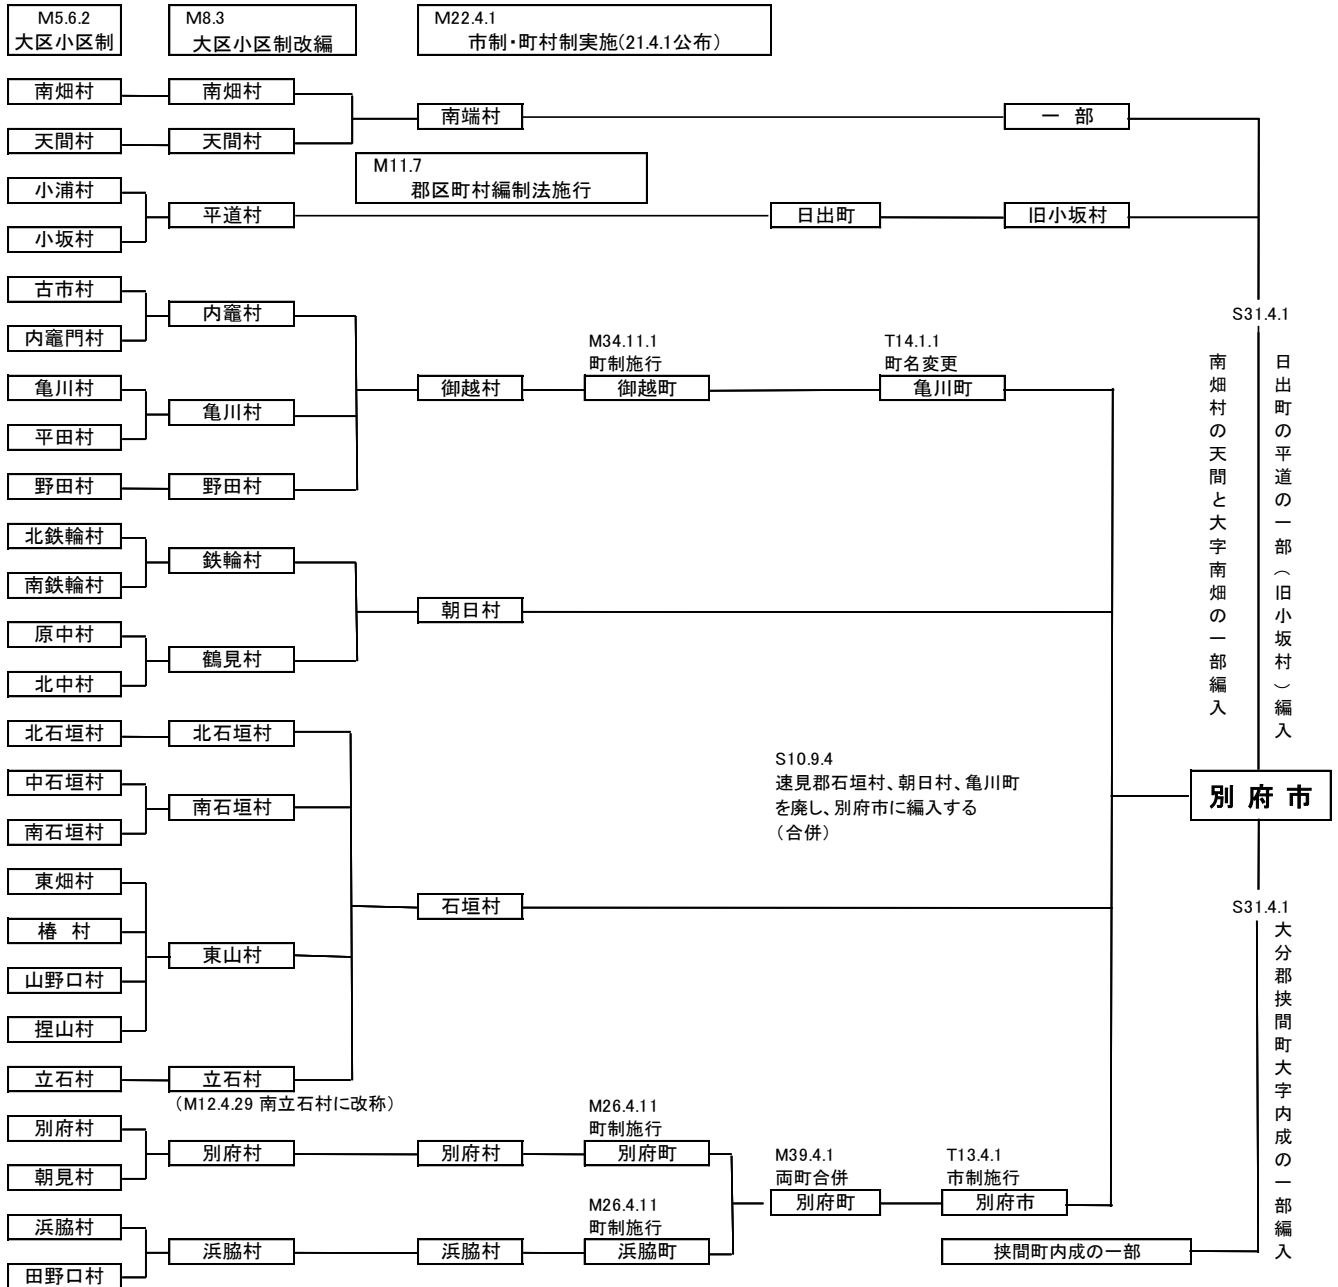 M5.6.2
大区小区制
M8.3
大区小区制改編
M22.4.1
市制・町村制実施(21.4.1公布)
南畑村
南畑村
天間村
天間村
南端村
一 部
M11.7
郡区町村編制法施行
小浦村
小坂村
平道村
日出町
旧小坂村
古市村
内竈門村
内竈村
亀川村
平田村
亀川村
野田村
野田村
御越村
M34.11.1
町制施行
御越町
T14.1.1
町名変更
亀川町
北鉄輪村
南鉄輪村
鉄輪村
原中村
北中村
鶴見村
朝日村
北石垣村
北石垣村
中石垣村
南石垣村
南石垣村
東畑村
椿 村
山野口村
捏山村
東山村
立石村
立石村
(M12.4.29 南立石村に改称)
石垣村
S10.9.4
速見郡石垣村、朝日村、亀川町
を廃し、別府市に編入する
(合併)
別府村
朝見村
別府村
別府村
M26.4.11
町制施行
別府町
浜脇村
田野口村
浜脇村
浜脇村
M26.4.11
町制施行
浜脇町
M39.4.1
両町合併
別府町
T13.4.1
市制施行
別府市
挟間町内成の一部
S31.4.1
日出町の平道の一部(旧小坂村)編入
南畑村の天間と大字南畑の一部編入
別府市
S31.4.1
大分郡挟間町大字内成の一部編入